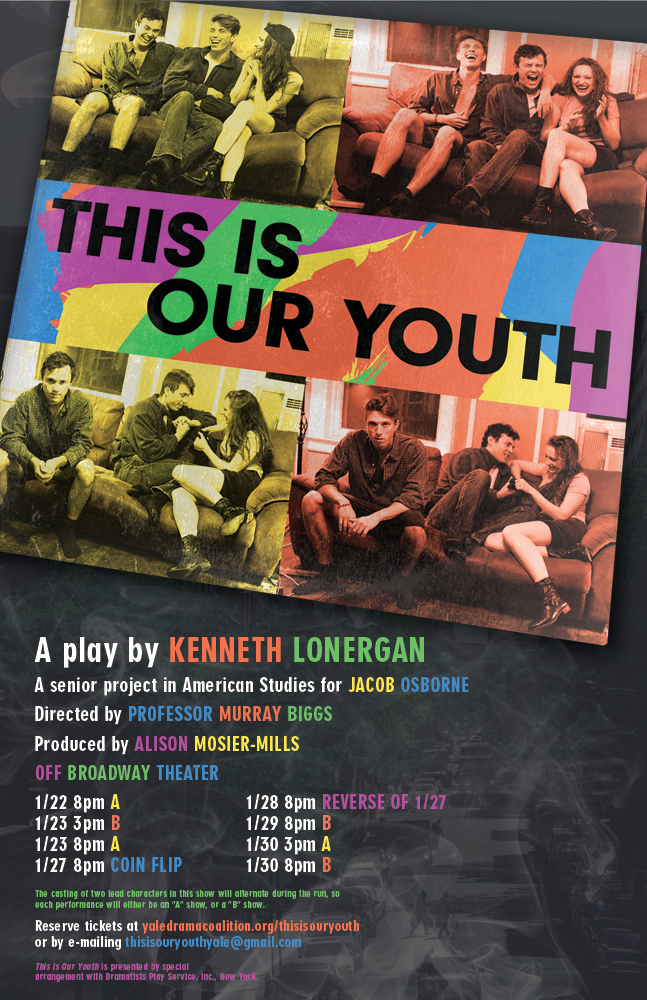 THIS IS
OUR YOUTH
A play by KENNETH LONERGAN
A senior project in American Studies for JACOB OSBORNE
Directed by PROFESSOR MURRAY BIGGS
Produced by ALISON MOSIER-MILLS
OFF BROADWAY THEATER
1/22 8pm A
1/23 3pm B
1/23 8pm A
1/27 8pm COIN FLIP
1/28 8pm REVERSE OF 1/27
1/29 8pm B
1/30 3pm A
1/30 8pm B
The casting of two lead characters in this show will alternate during the run, so
each performance will either be an "A" show, or a "B" show.
Reserve tickets at yaledramacoalition.org/thisisouryouth
or by e-mailing thisisouryouthyale@gmail.com
This Is Our Youth is presented by special
arrangement with Dramatists Play Service, Inc., New York.